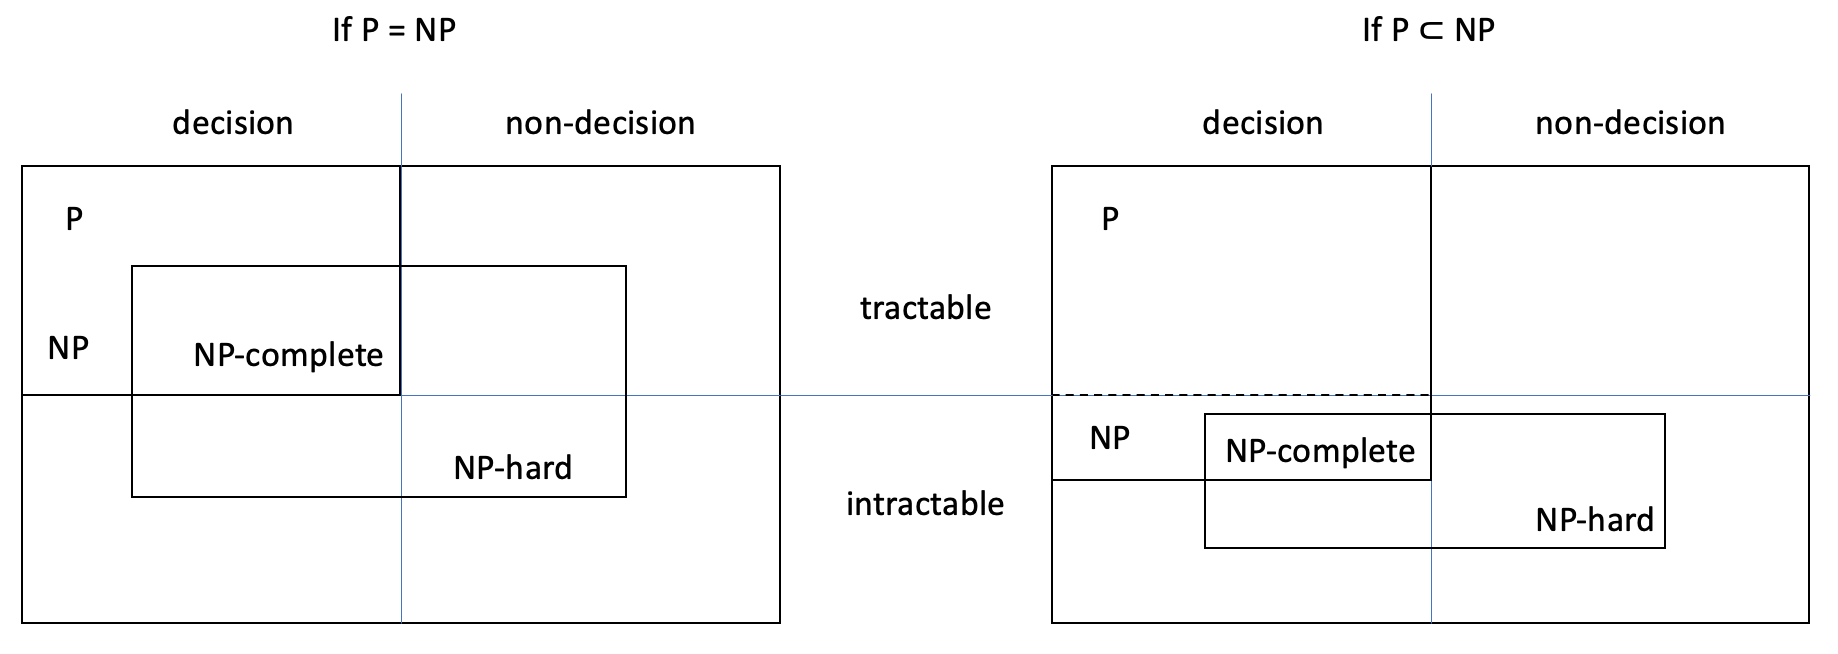 If P = NP
If P ⊂ NP
decision
non-decision
decision
non-decision
P
P
tractable
NP
NP-complete
NP
NP-complete
NP-hard
intractable
NP-hard